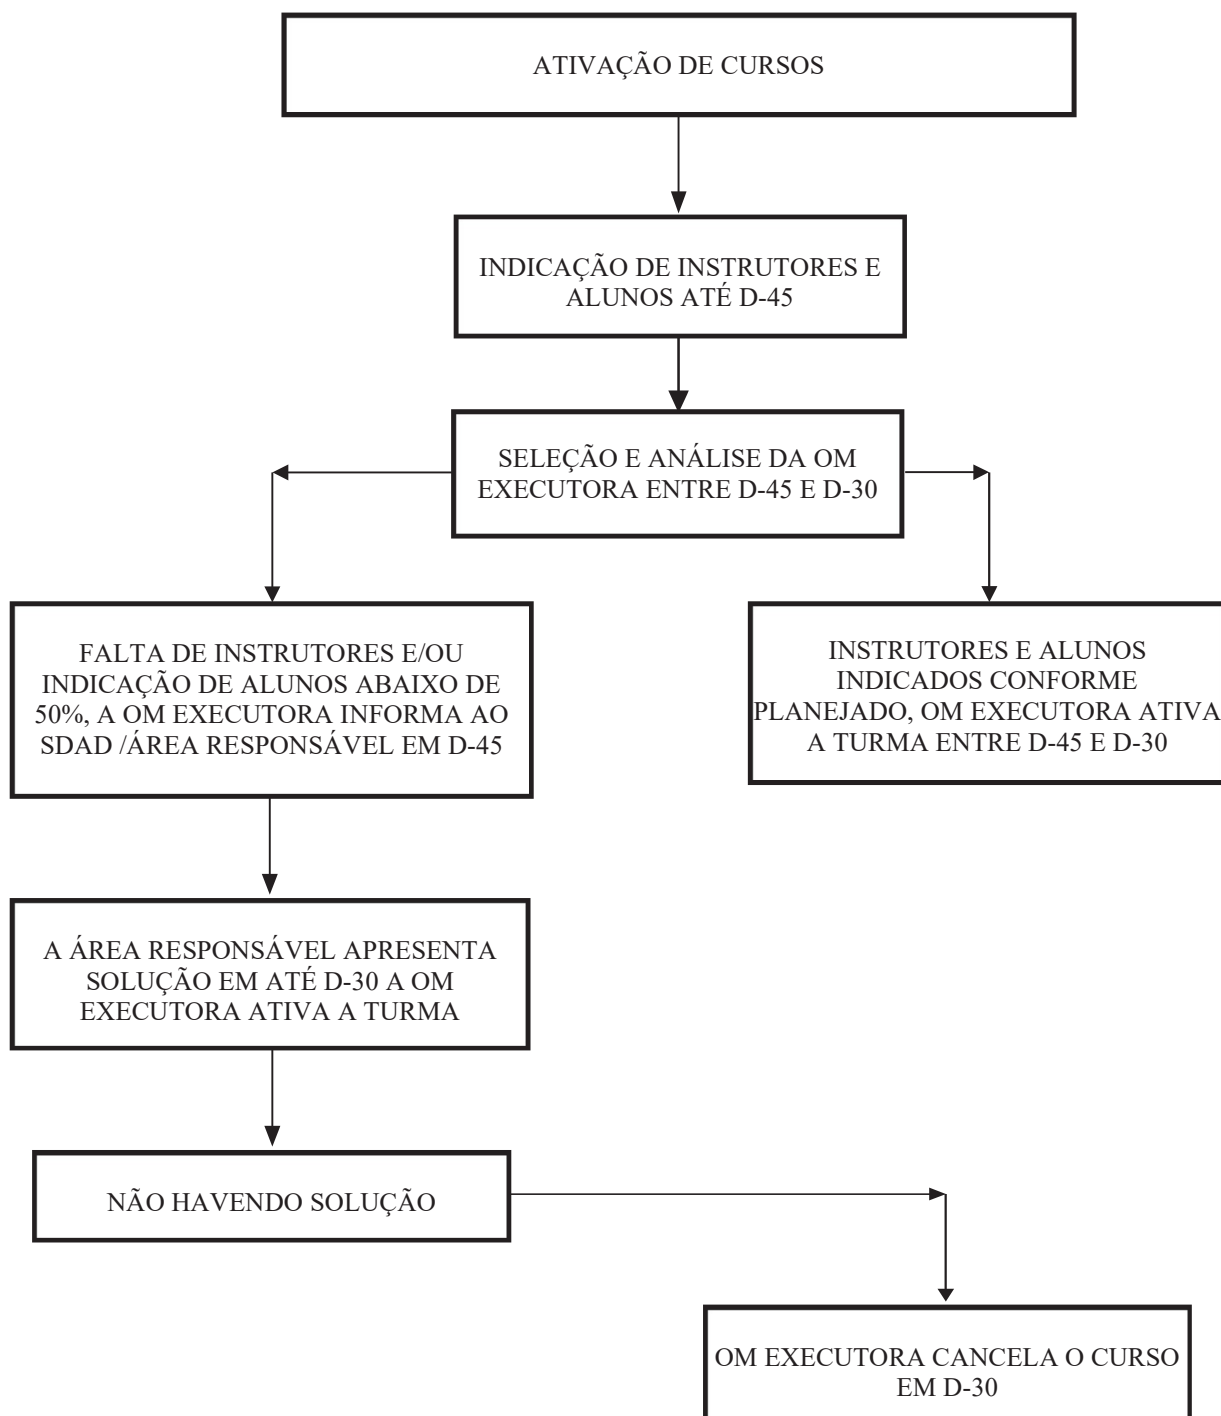 ATIVAÇÃO DE CURSOS
INDICAÇÃO DE INSTRUTORES E
ALUNOS ATÉ D-45
SELEÇÃO E ANÁLISE DA OM
EXECUTORA ENTRE D-45 E D-30
FALTA DE INSTRUTORES E/OU
INDICAÇÃO DE ALUNOS ABAIXO DE
50%, A OM EXECUTORA INFORMA AO
SDAD /ÁREA RESPONSÁVEL EM D-45
INSTRUTORES E ALUNOS
INDICADOS CONFORME
PLANEJADO, OM EXECUTORA ATIVA
A TURMA ENTRE D-45 E D-30
A ÁREA RESPONSÁVEL APRESENTA
SOLUÇÃO EM ATÉ D-30 A OM
EXECUTORA ATIVA A TURMA
NÃO HAVENDO SOLUÇÃO
OM EXECUTORA CANCELA O CURSO
EM D-30